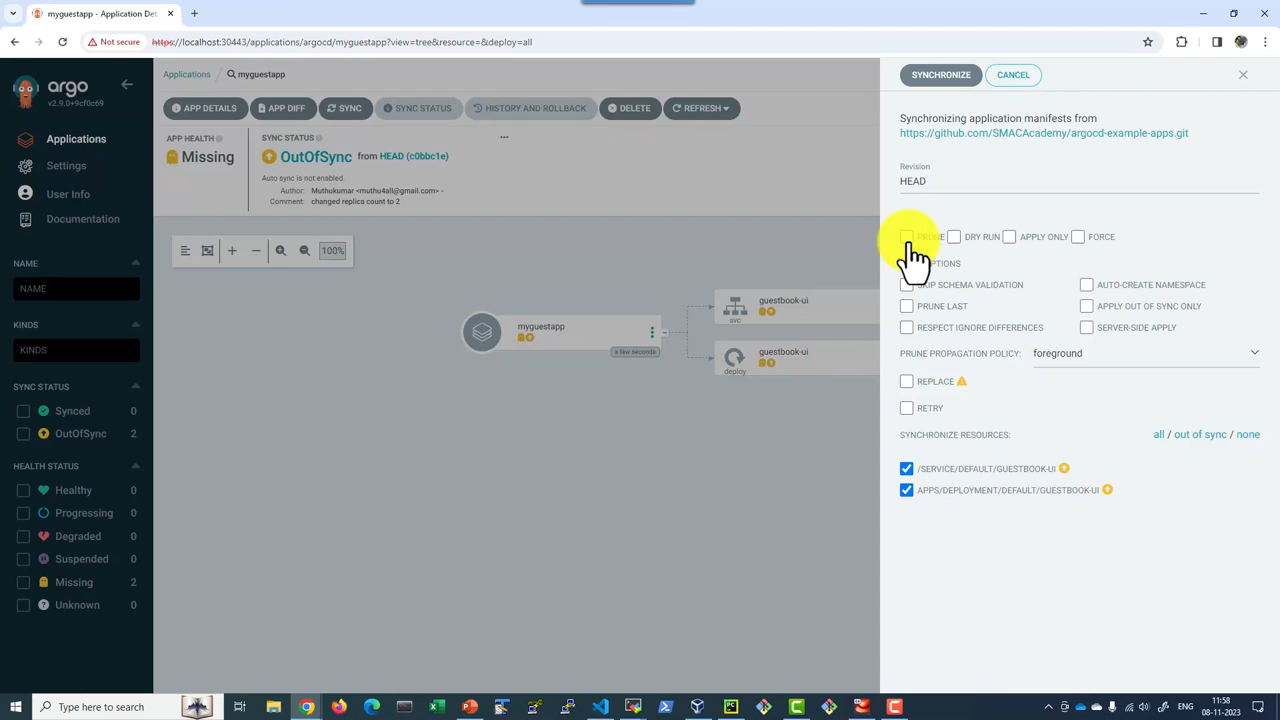 myguestapp - Application Det
Not secure
https://localhost:30443/applications/argocd/myguestapp?view=tree&resource=&deploy=all
argo
v2.9.0+9cf0c69
Applications
Settings
User Info
Documentation
NAME
NAME
KINDS
KINDS
SYNC STATUS
Synced 0
OutOfSync 2
HEALTH STATUS
Healthy 0
Progressing 0
Degraded 0
Suspended 0
Missing 2
Unknown 0
Applications myguestapp
APP DETAILS APP DIFF SYNC SYNC STATUS HISTORY AND ROLLBACK DELETE REFRESH
APP HEALTH
Missing
SYNC STATUS
OutOfSync from HEAD (c0bbc1e)
Auto sync is not enabled.
Author: Muthukumar <muthu4all@gmail.com> -
Comment: changed replica count to 2
100%
myguestapp
a few seconds
svc
guestbook-ui
deploy
guestbook-ui
SYNCHRONIZE CANCEL
Synchronizing application manifests from
https://github.com/SMACAcademy/argocd-example-apps.git
Revision
HEAD
PRUNE DRY RUN APPLY ONLY FORCE
SKIP SCHEMA VALIDATION AUTO-CREATE NAMESPACE
PRUNE LAST APPLY OUT OF SYNC ONLY
RESPECT IGNORE DIFFERENCES SERVER-SIDE APPLY
PRUNE PROPAGATION POLICY: foreground
REPLACE
RETRY
SYNCHRONIZE RESOURCES: all / out of sync / none
/SERVICE/DEFAULT/GUESTBOOK-UI
APPS/DEPLOYMENT/DEFAULT/GUESTBOOK-UI
Type here to search
ENG
11:58
08-11-2023